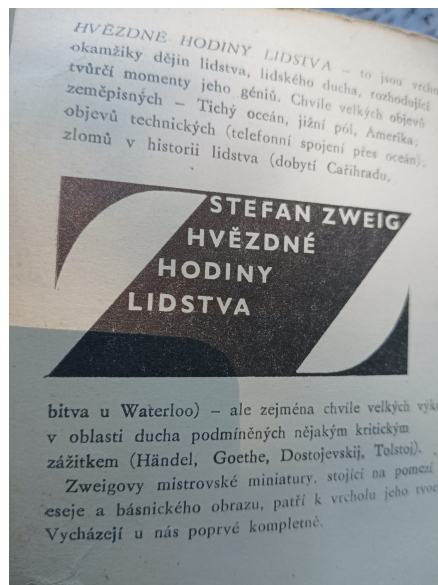 HVĚZDNÉ HODINY LIDSTVA – to jsou
okamžiky dějin lidstva, lidského ducha, rozhodující
tvůrčí momenty jeho géniů. Chvíle velkých objevů
zeměpisných – Tichý oceán, jižní pól, Amerika;
objevů technických (telefonní spojení přes oceán);
zlomů v historii lidstva (dobytí Cařihradu,
STEFAN ZWEIG
HVĚZDNÉ
HODINY
LIDSTVA
bitva u Waterloo) – ale zejména chvíle velkých
v oblasti ducha podmíněných nějakým kritickým
zážitkem (Händel, Goethe, Dostojevskij, Tolstoj).
Zweigovy mistrovské miniatury, stojící na pomezí
eseje a básnického obrazu, patří k vrcholu jeho
Vycházejí u nás poprvé kompletně.